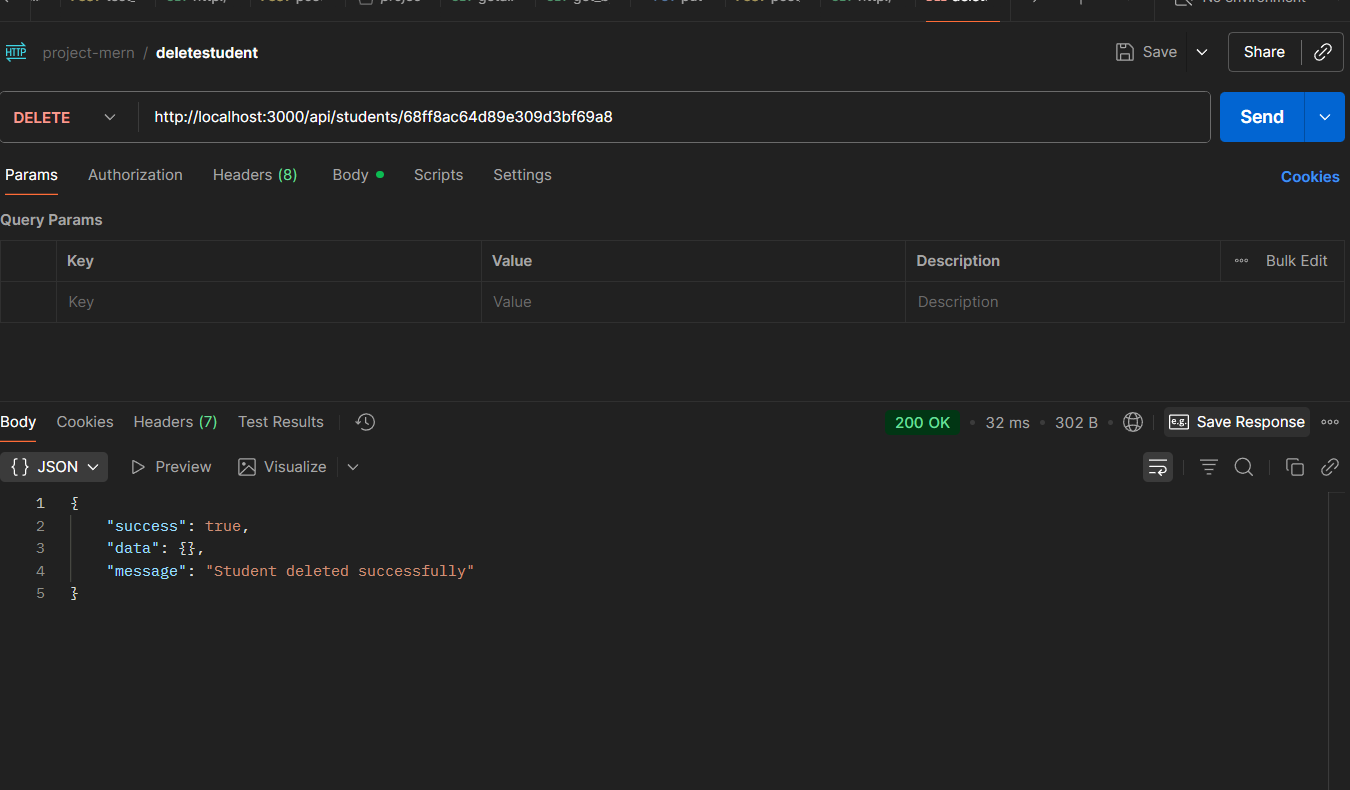 HTTP project-mern / deletestudent Save Share
DELETE http://localhost:3000/api/students/68ff8ac64d89e309d3bf69a8 Send
Params Authorization Headers (8) Body Scripts Settings Cookies
Query Params
Key Value Description Bulk Edit
Key Value Description
Body Cookies Headers (7) Test Results 200 OK • 32 ms • 302 B • e.g. Save Response
{} JSON Preview Visualize
1 {
2 "success": true,
3 "data": {},
4 "message": "Student deleted successfully"
5 }